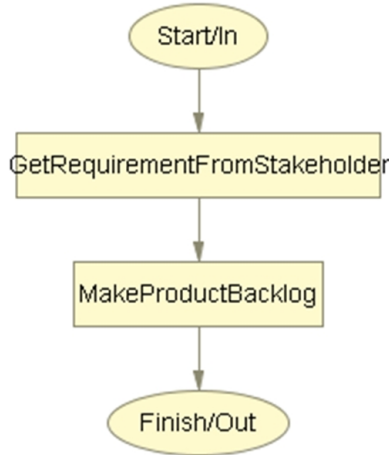 Start/In
GetRequirementFromStakeholder
MakeProductBacklog
Finish/Out